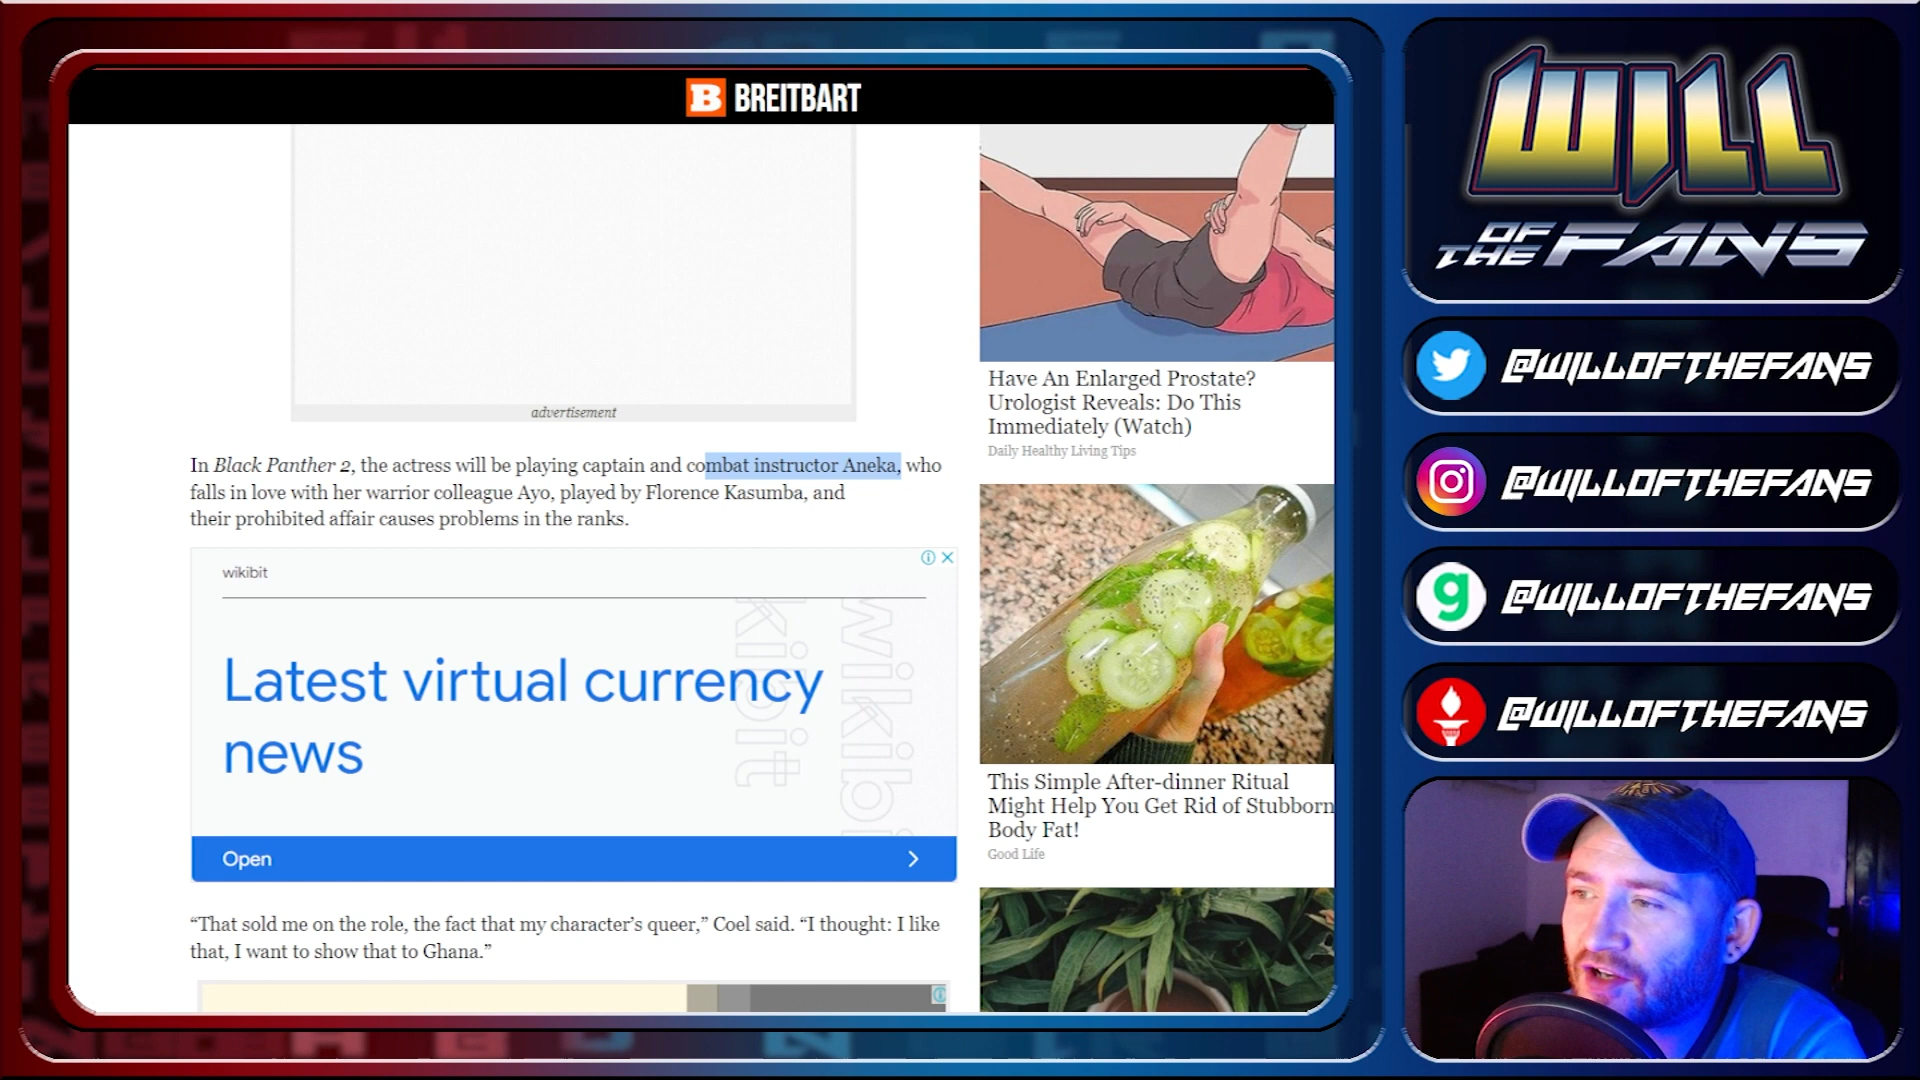 BREITBART
advertisement
In Black Panther 2, the actress will be playing captain and combat instructor Aneka, who
falls in love with her warrior colleague Ayo, played by Florence Kasumba, and
their prohibited affair causes problems in the ranks.
wikibit
Latest virtual currency
news
wikibi
kibit
Open
“That sold me on the role, the fact that my character’s queer,” Coel said. “I thought: I like
that, I want to show that to Ghana.”
Have An Enlarged Prostate?
Urologist Reveals: Do This
Immediately (Watch)
Daily Healthy Living Tips
This Simple After-dinner Ritual
Might Help You Get Rid of Stubborn
Body Fat!
Good Life
WILL
OF THE FANS
@WILLOFTHEFANS
@WILLOFTHEFANS
@WILLOFTHEFANS
@WILLOFTHEFANS